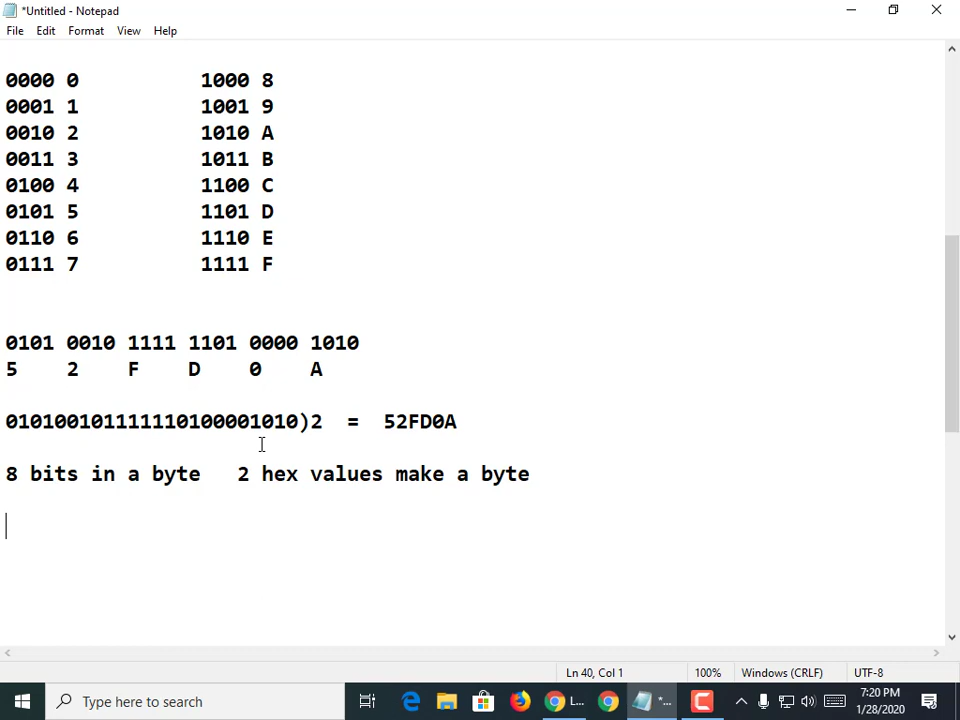 *Untitled - Notepad
File Edit Format View Help
0000 0 1000 8
0001 1 1001 9
0010 2 1010 A
0011 3 1011 B
0100 4 1100 C
0101 5 1101 D
0110 6 1110 E
0111 7 1111 F
0101 0010 1111 1101 0000 1010
5 2 F D 0 A
010100101111110100001010)2 = 52FD0A
8 bits in a byte 2 hex values make a byte
Ln 40, Col 1 100% Windows (CRLF) UTF-8
Type here to search L... *... 7:20 PM
1/28/2020